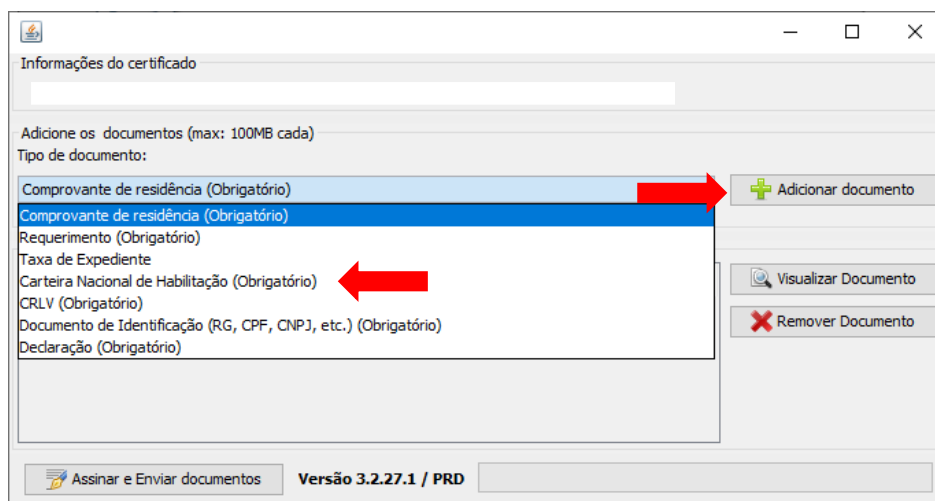 Informações do certificado
Adicione os documentos (max: 100MB cada)
Tipo de documento:
Comprovante de residência (Obrigatório)
Adicionar documento
Comprovante de residência (Obrigatório)
Requerimento (Obrigatório)
Taxa de Expediente
Carteira Nacional de Habilitação (Obrigatório)
CRLV (Obrigatório)
Documento de Identificação (RG, CPF, CNPJ, etc.) (Obrigatório)
Declaração (Obrigatório)
Visualizar Documento
Remover Documento
Assinar e Enviar documentos
Versão 3.2.27.1 / PRD